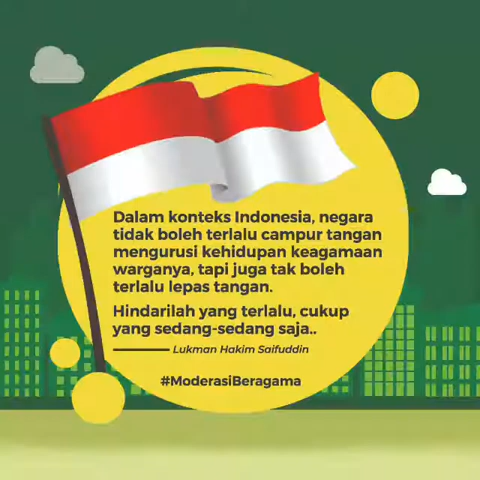 Dalam konteks Indonesia, negara
tidak boleh terlalu campur tangan
mengurusi kehidupan keagamaan
warganya, tapi juga tak boleh
terlalu lepas tangan.
Hindarilah yang terlalu, cukup
yang sedang-sedang saja..
Lukman Hakim Saifuddin
#ModerasiBeragama